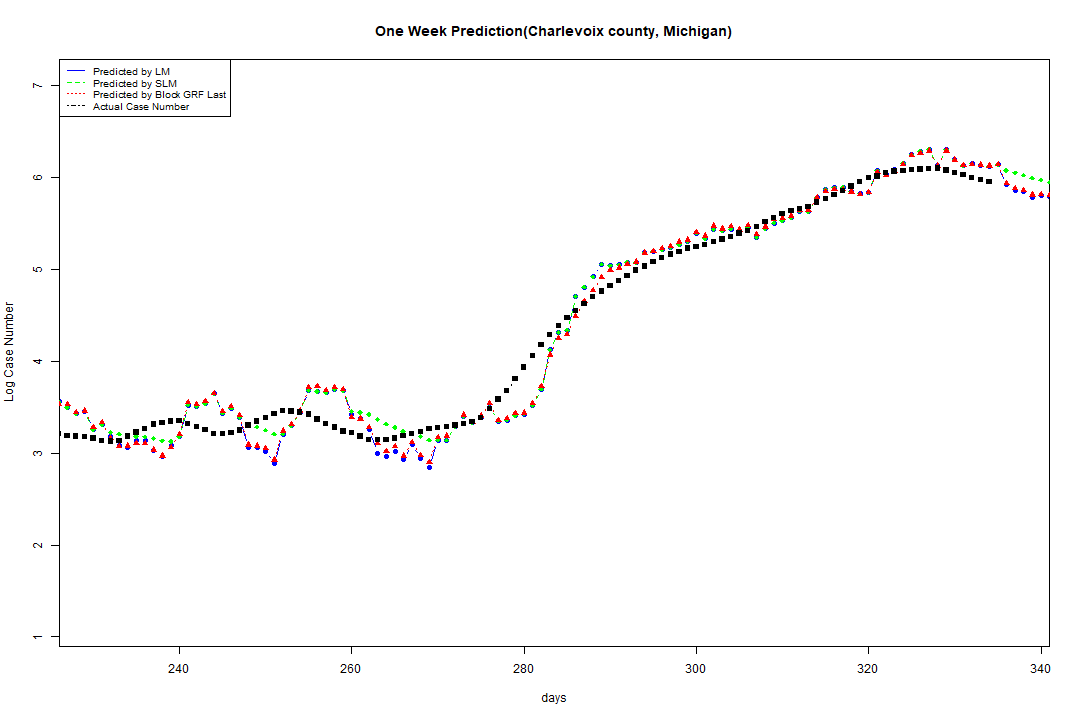 One Week Prediction(Charlevoix county, Michigan)
Predicted by LM
Predicted by SLM
Predicted by Block GRF Last
Actual Case Number
7
6
5
4
3
2
1
Log Case Number
240 260 280 300 320 340
days